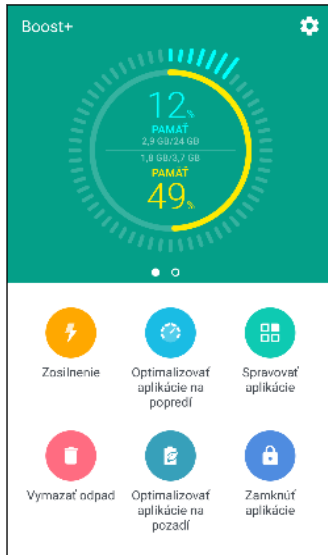 Boost+
12%
PAMÄŤ
2,9 GB/24 GB
1,8 GB/3,7 GB
PAMÄŤ
49%
Zosilnenie
Optimalizovať
aplikácie na
popredí
Spravovať
aplikácie
Vymazať odpad
Optimalizovať
aplikácie na
pozadí
Zamknúť
aplikácie